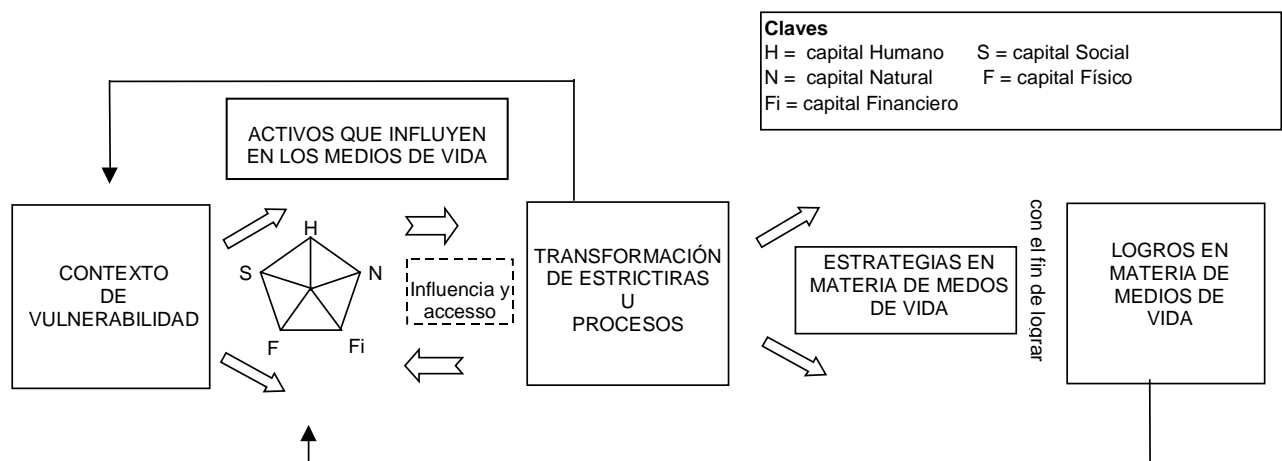 Claves
H = capital Humano S = capital Social
N = capital Natural F = capital Físico
Fi = capital Financiero
ACTIVOS QUE INFLUYEN
EN LOS MEDIOS DE VIDA
CONTEXTO
DE
VULNERABILIDAD
H
S
N
F
Fi
Influencia y
accesso
TRANSFORMACIÓN
DE ESTRICTIRAS
U
PROCESOS
ESTRATEGIAS EN
MATERIA DE MEDOS
DE VIDA
con el fin de lograr
LOGROS EN
MATERIA DE
MEDIOS DE
VIDA